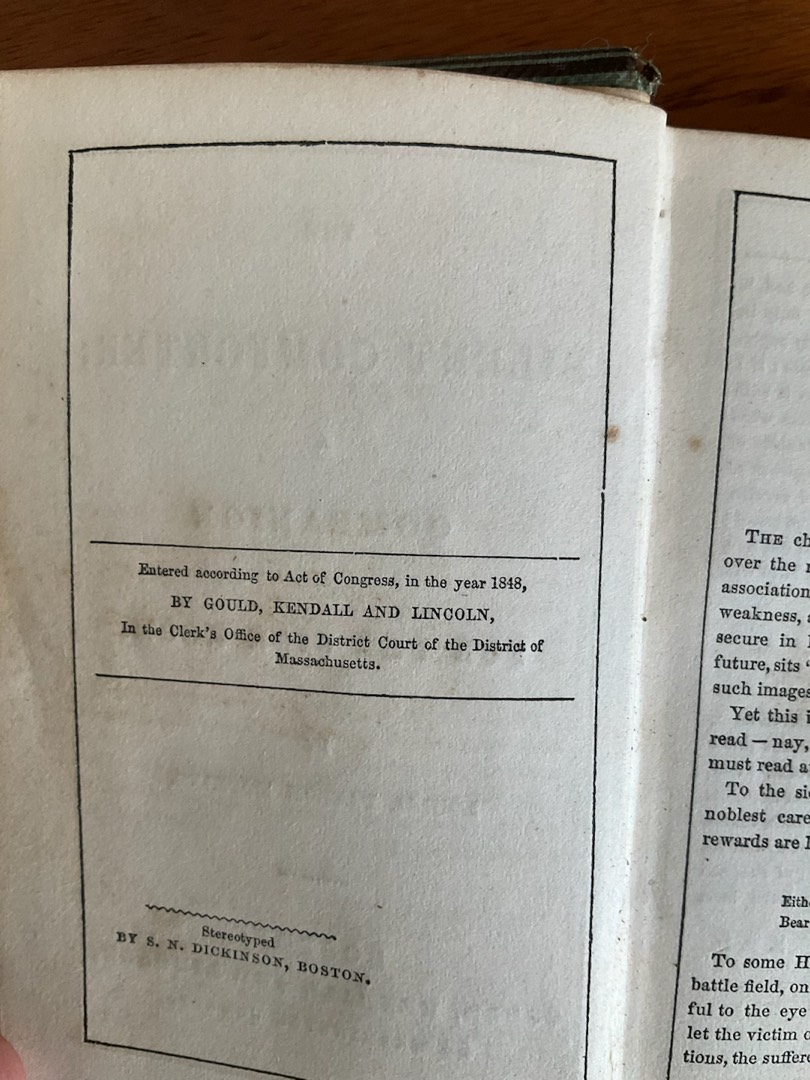 Entered according to Act of Congress, in the year 1848,
BY GOULD, KENDALL AND LINCOLN,
In the Clerk's Office of the District Court of the District of
Massachusetts.
Stereotyped
BY S. N. DICKINSON, BOSTON.
THE
over the
association
weakness,
secure in
future, sits
such images
Yet this
read — nay,
must read
To the
noblest care
rewards are
Bear
To some
battle field, on
ful to the eye
let the victim
tions, the